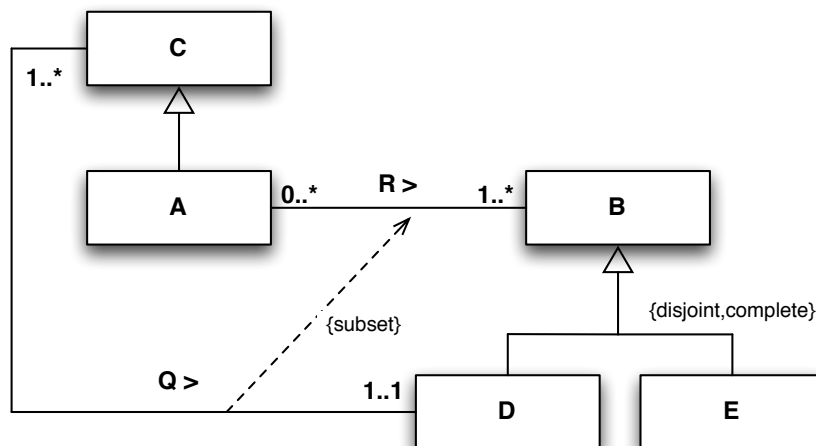 C
1..*
A
0..*
R >
1..*
B
{subset}
{disjoint,complete}
Q >
1..1
D
E